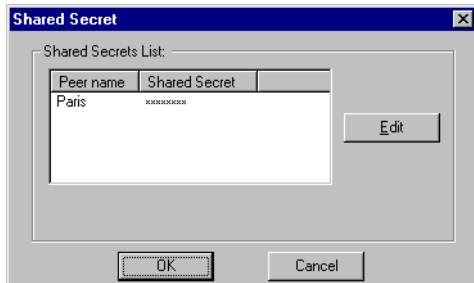 Shared Secret
Shared Secrets List:
Peer name Shared Secret
Paris xxxxxxxx
Edit
OK Cancel